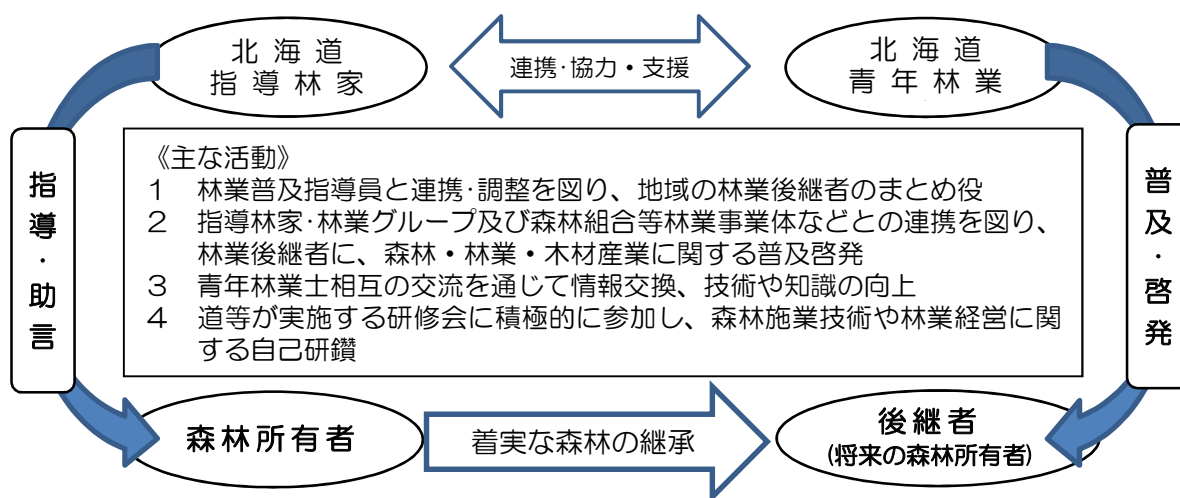 北海道
指導林家
連携・協力・支援
北海道
青年林業
指導・助言
《主な活動》
1 林業普及指導員と連携・調整を図り、地域の林業後継者のまとめ役
2 指導林家・林業グループ及び森林組合等林業事業体などとの連携を図り、
林業後継者に、森林・林業・木材産業に関する普及啓発
3 青年林業士相互の交流を通じて情報交換、技術や知識の向上
4 道等が実施する研修会に積極的に参加し、森林施業技術や林業経営に関
する自己研鑽
普及・啓発
森林所有者
着実な森林の継承
後継者
(将来の森林所有者)